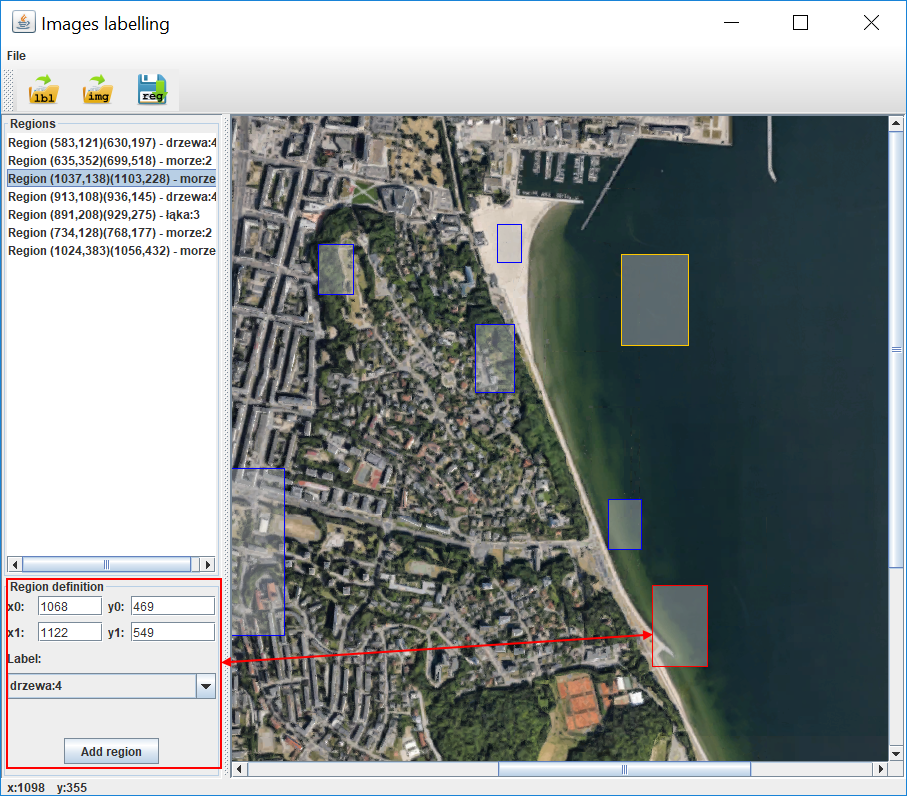 Images labelling
File
lbl
img
reg
Regions
Region (583,121)(630,197) - drzewa:4
Region (635,352)(699,518) - morze:2
Region (1037,138)(1103,228) - morze
Region (913,108)(936,145) - drzewa:4
Region (891,208)(929,275) - łąka:3
Region (734,128)(768,177) - morze:2
Region (1024,383)(1056,432) - morze
Region definition
x0: 1068 y0: 469
x1: 1122 y1: 549
Label:
drzewa:4
Add region
x:1098 y:355